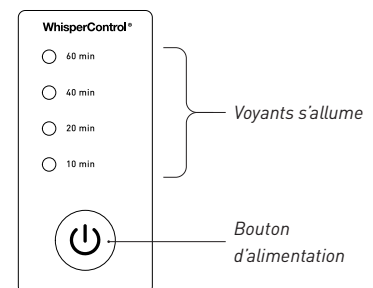 WhisperControl®
60 min
40 min
20 min
10 min
Voyants s'allume
Bouton
d'alimentation